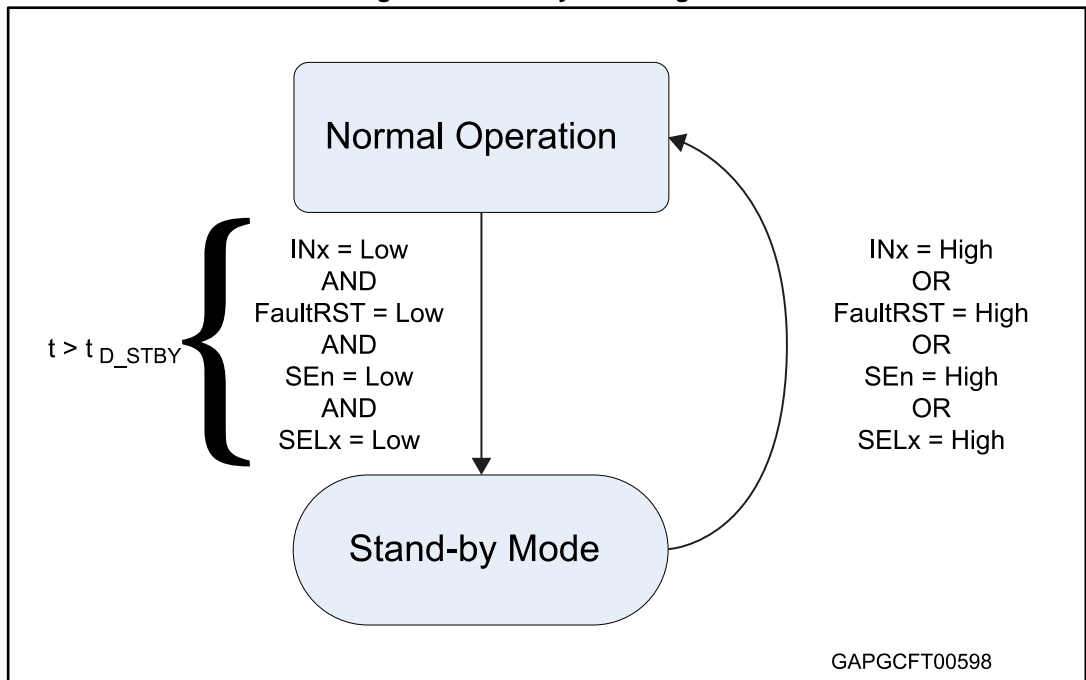 Normal Operation
INx = Low
AND
FaultRST = Low
AND
SEn = Low
AND
SELx = Low
t > t D_STBY
INx = High
OR
FaultRST = High
OR
SEn = High
OR
SELx = High
Stand-by Mode
GAPGCFT00598